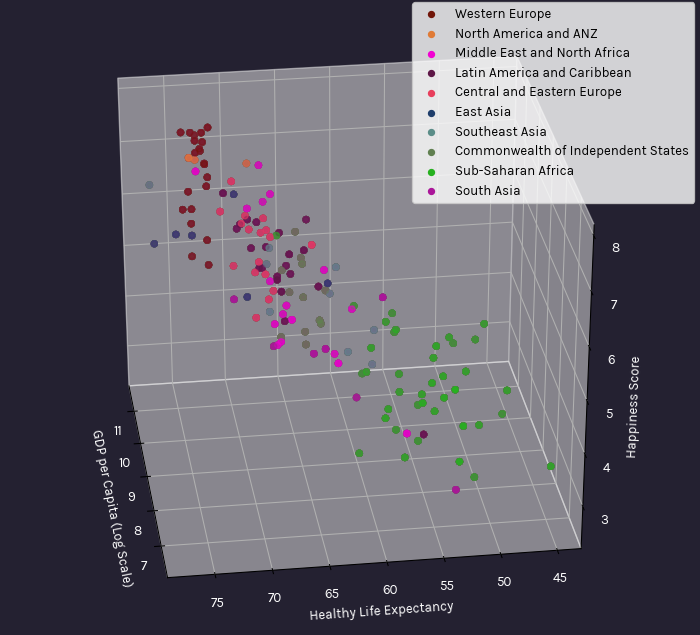 Western Europe
North America and ANZ
Middle East and North Africa
Latin America and Caribbean
Central and Eastern Europe
East Asia
Southeast Asia
Commonwealth of Independent States
Sub-Saharan Africa
South Asia
8
7
6
5
4
3
Happiness Score
11
10
9
8
7
GDP per Capita (Log Scale)
75
70
65
60
55
50
45
Healthy Life Expectancy